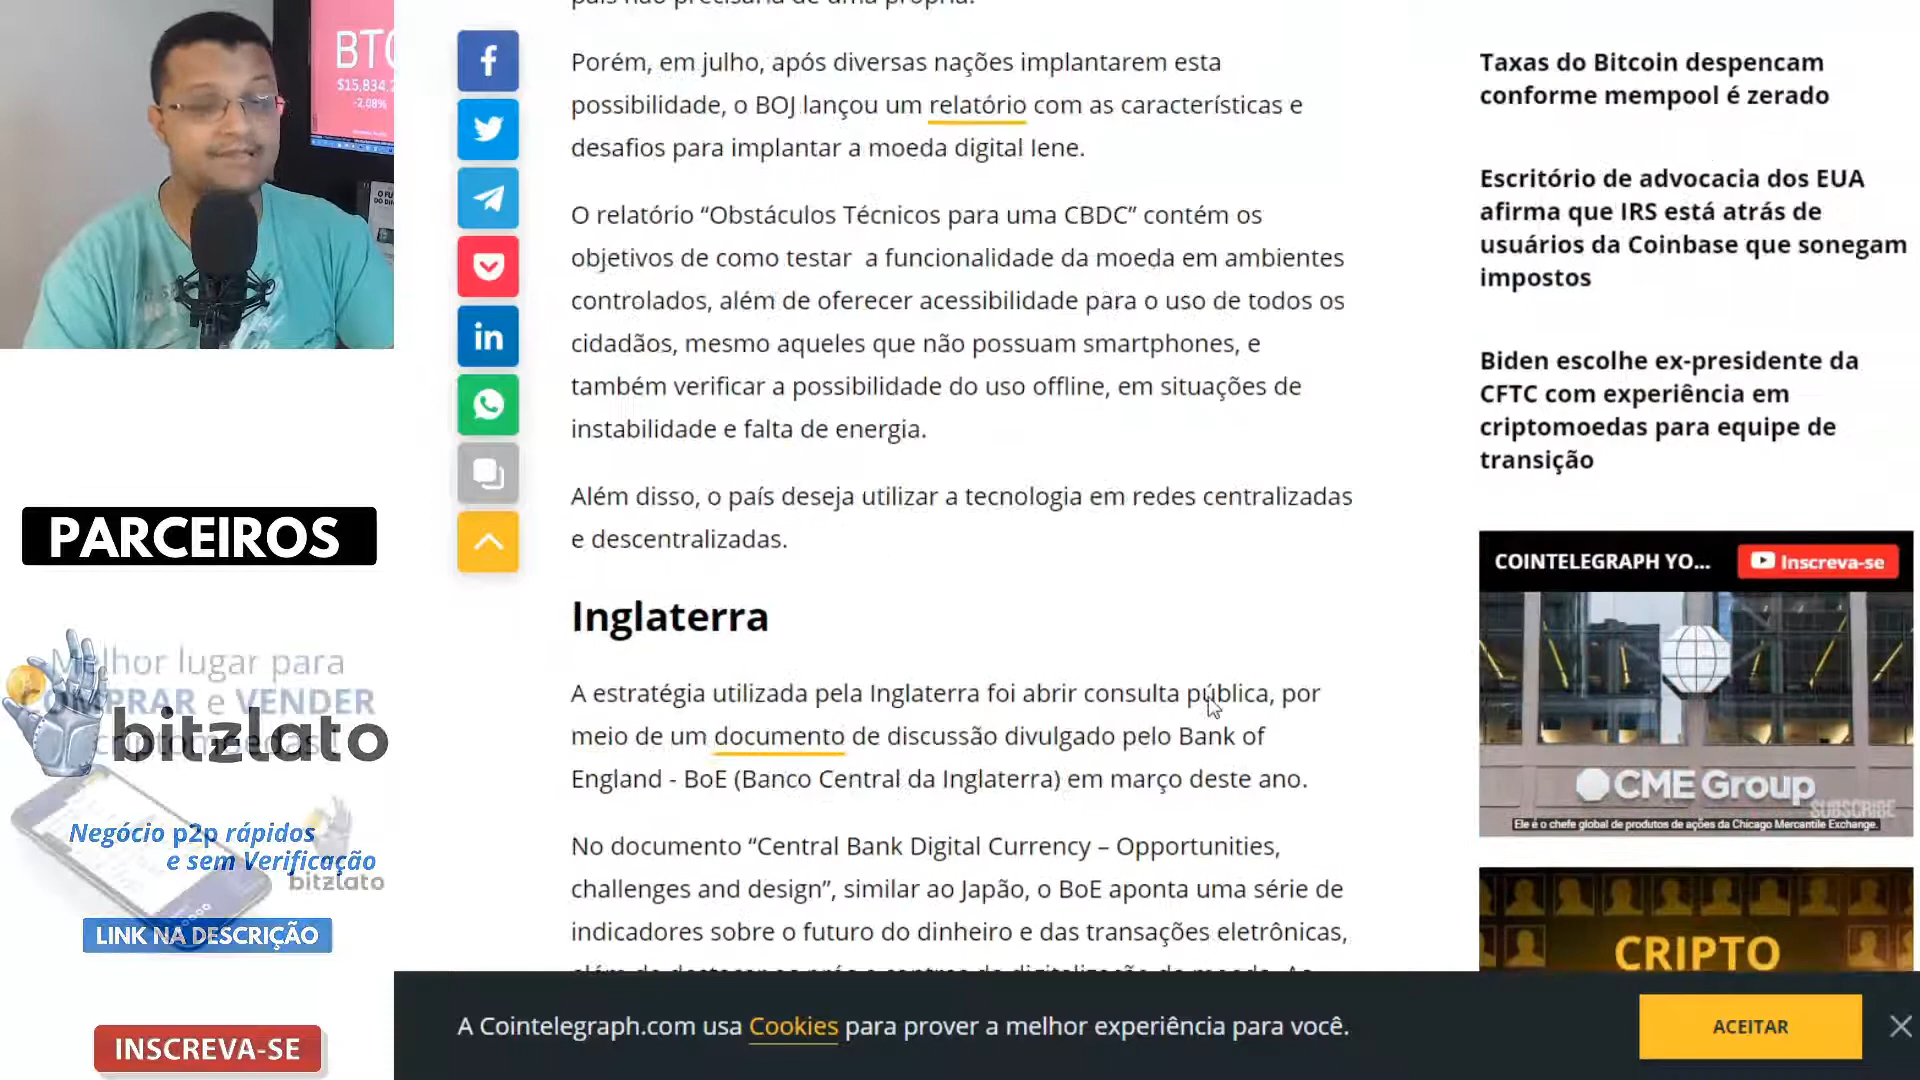 BTC
$15,834.2
-2.08%
país não precisaria de uma própria.
Porém, em julho, após diversas nações implantarem esta
possibilidade, o BOJ lançou um relatório com as características e
desafios para implantar a moeda digital Iene.
O relatório “Obstáculos Técnicos para uma CBDC” contém os
objetivos de como testar a funcionalidade da moeda em ambientes
controlados, além de oferecer acessibilidade para o uso de todos os
cidadãos, mesmo aqueles que não possuam smartphones, e
também verificar a possibilidade do uso offline, em situações de
instabilidade e falta de energia.
Além disso, o país deseja utilizar a tecnologia em redes centralizadas
e descentralizadas.
Inglaterra
A estratégia utilizada pela Inglaterra foi abrir consulta pública, por
meio de um documento de discussão divulgado pelo Bank of
England - BoE (Banco Central da Inglaterra) em março deste ano.
No documento “Central Bank Digital Currency – Opportunities,
challenges and design”, similar ao Japão, o BoE aponta uma série de
indicadores sobre o futuro do dinheiro e das transações eletrônicas,
Taxas do Bitcoin despencam
conforme mempool é zerado
Escritório de advocacia dos EUA
afirma que IRS está atrás de
usuários da Coinbase que sonegam
impostos
Biden escolhe ex-presidente da
CFTC com experiência em
criptomoedas para equipe de
transição
COINTELEGRAPH YO...
Inscreva-se
CME Group
SUBSCRIBE
Ele é o chefe global de produtos de ações da Chicago Mercantile Exchange.
CRIPTO
PARCEIROS
Melhor lugar para
COMPRAR e VENDER
criptomoedas!
bitzlato
Negócio p2p rápidos
e sem Verificação
bitzlato
LINK NA DESCRIÇÃO
INSCREVA-SE
A Cointelegraph.com usa Cookies para prover a melhor experiência para você.
ACEITAR